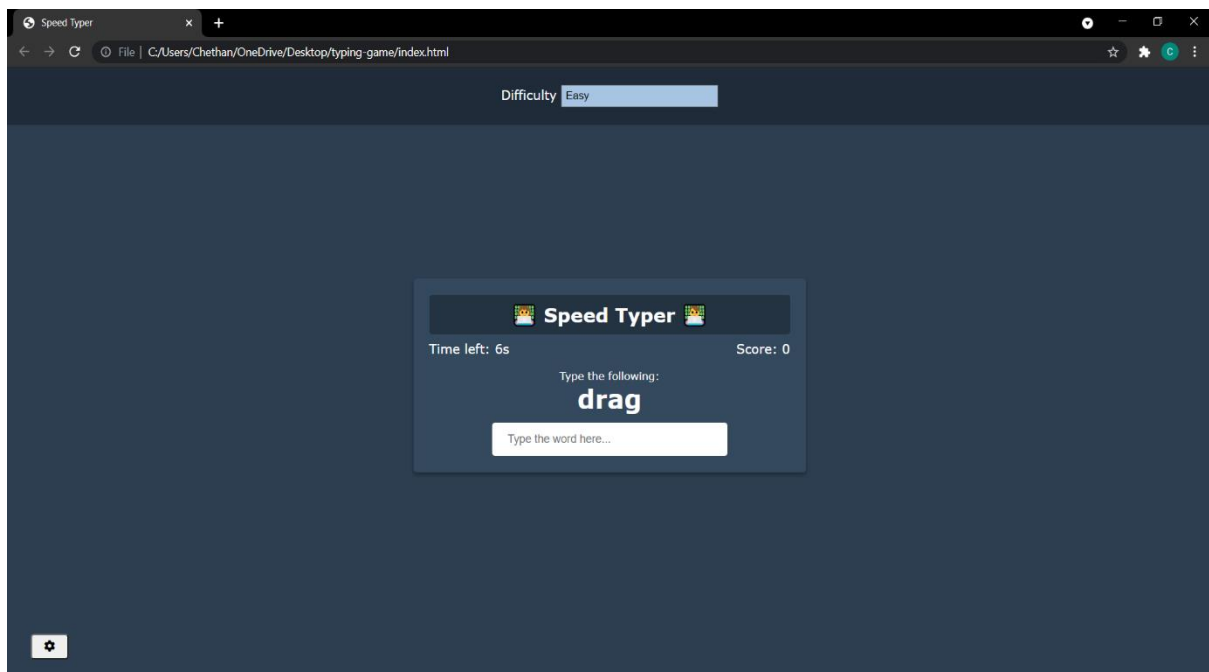 Speed Typer
File | C:/Users/Chethan/OneDrive/Desktop/typing-game/index.html
C
Difficulty Easy
Speed Typer
Time left: 6s Score: 0
Type the following:
drag
Type the word here...